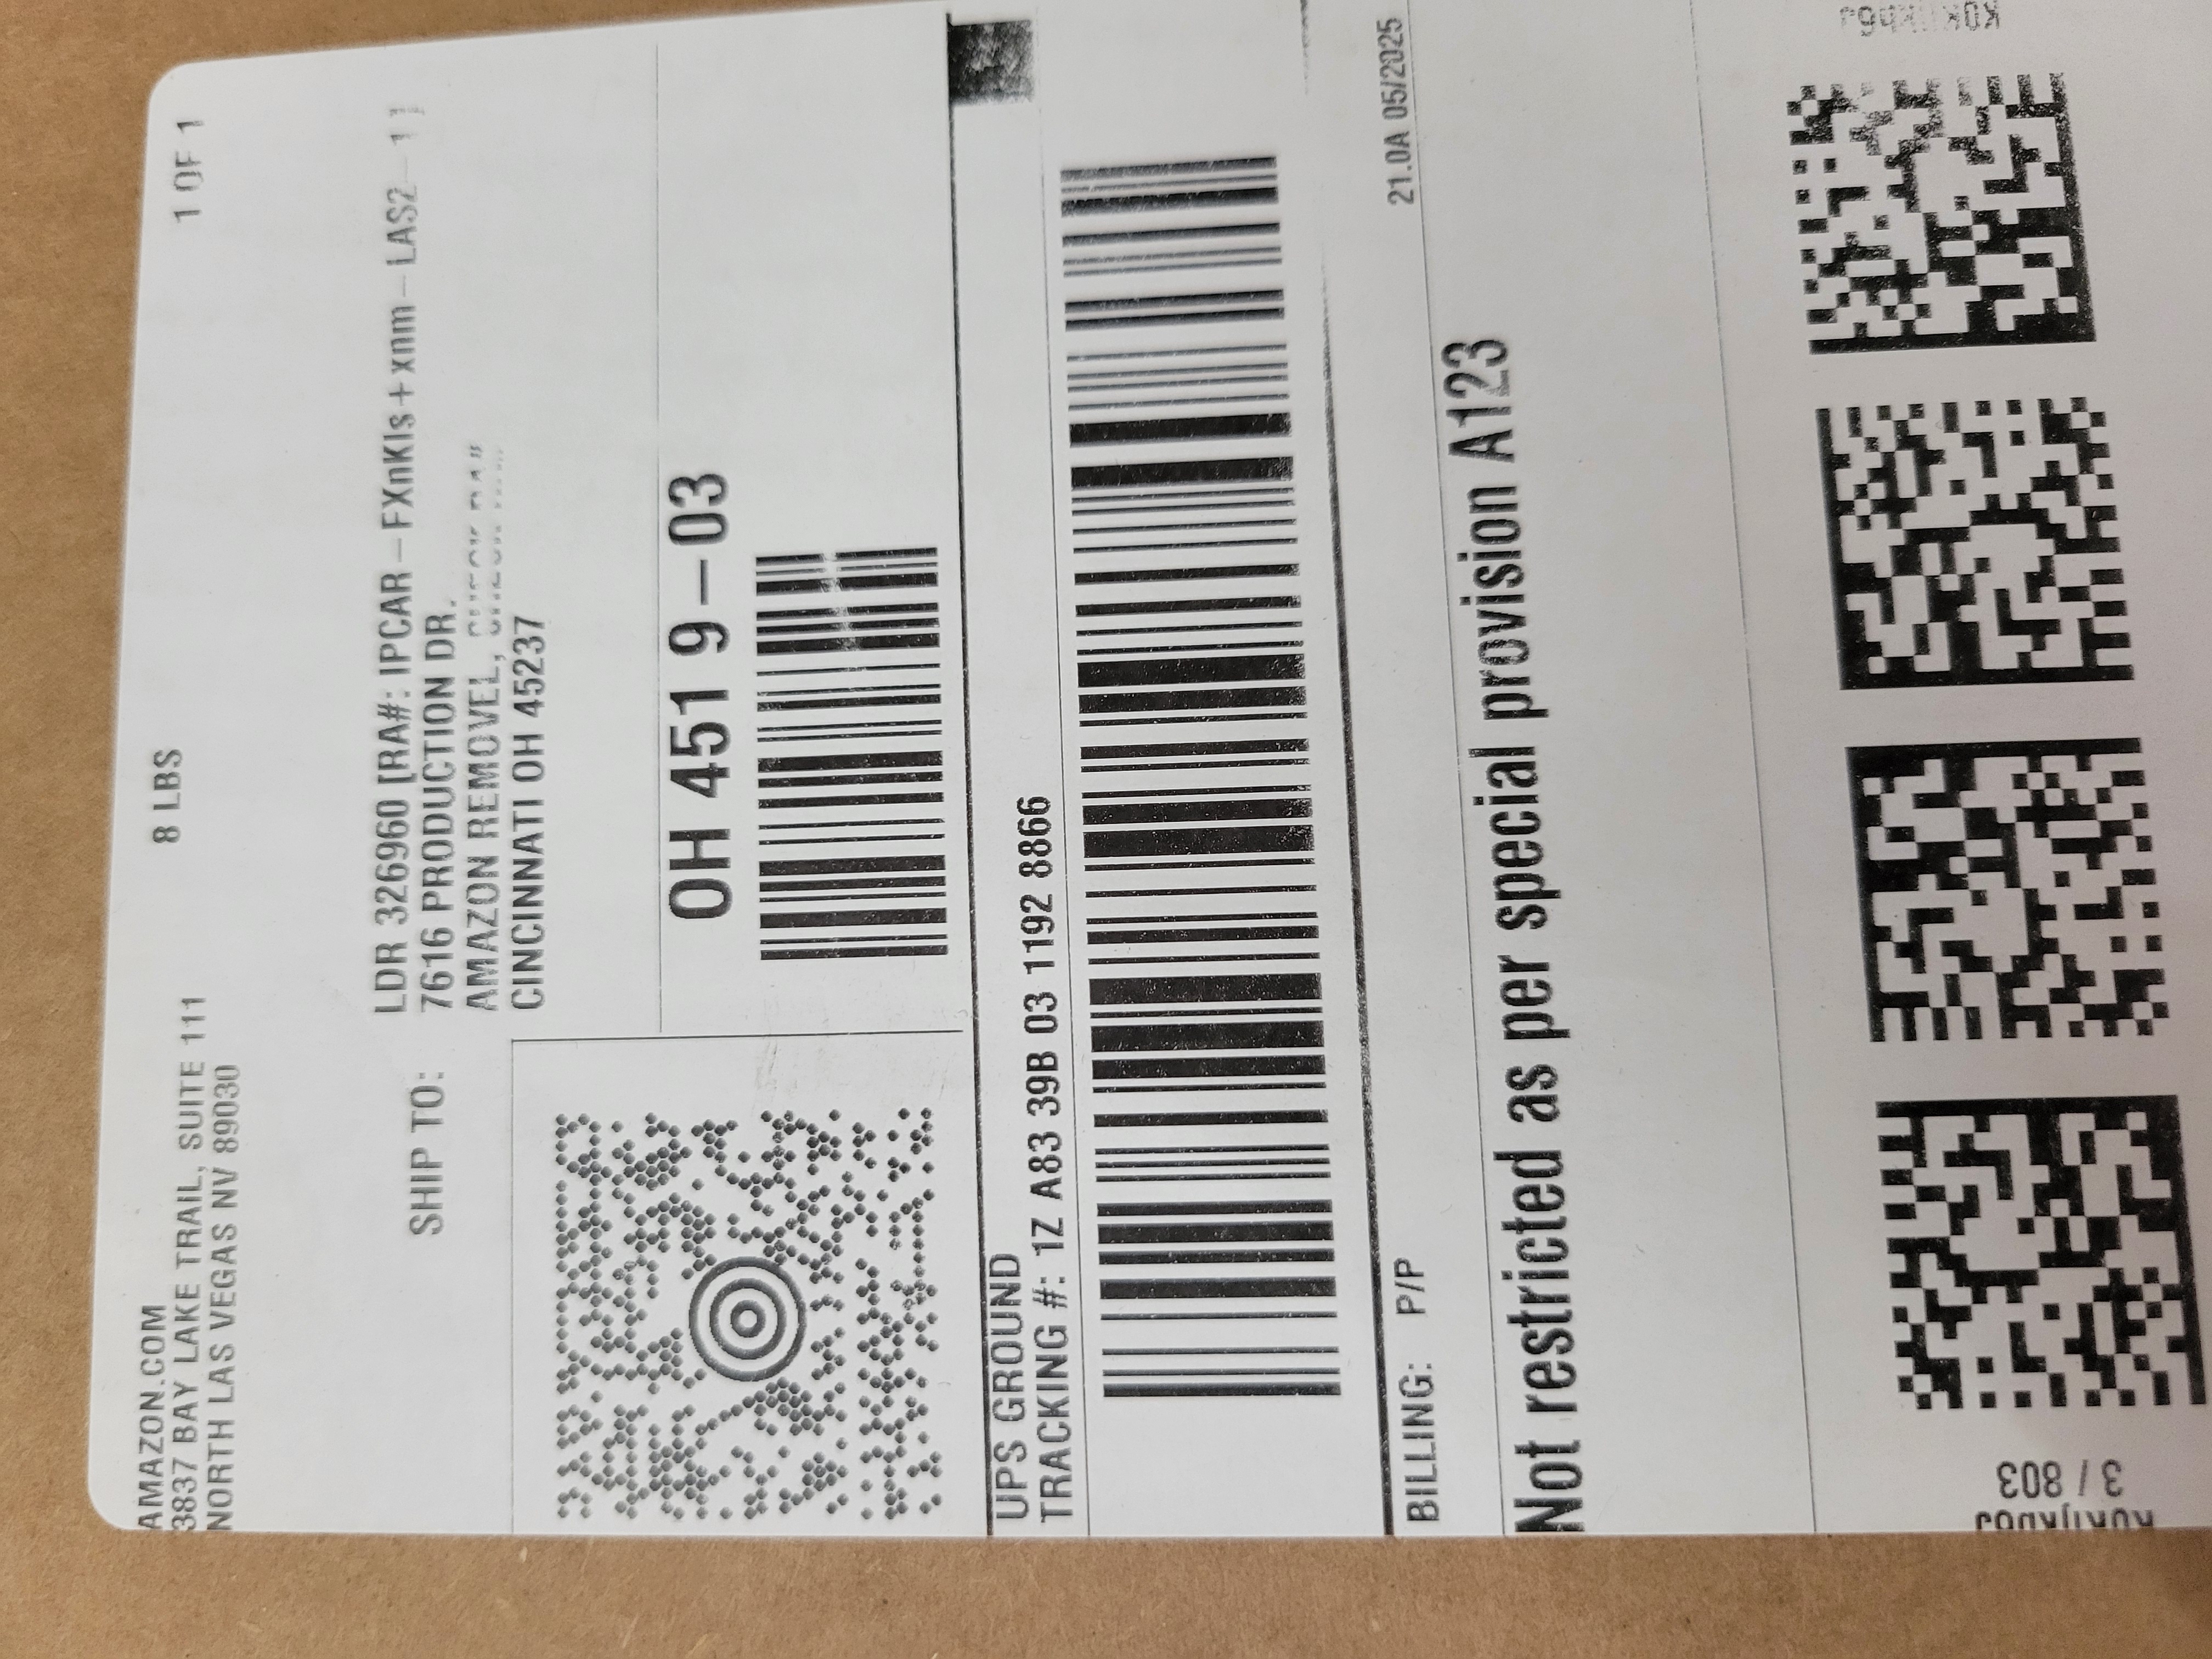 AMAZON.COM
3837 BAY LAKE TRAIL, SUITE 111
NORTH LAS VEGAS NV 89030
8 LBS
1 OF 1
SHIP TO:
LDR 326960 [RA#: IPCAR-FXnKIs+xnm-LAS2-1]
7616 PRODUCTION DR.
AMAZON REMOVEL,
CINCINNATI OH 45237
OH 451 9-03
UPS GROUND
TRACKING #: 1Z A83 39B 03 1192 8866
BILLING: P/P
21.0A 05/2025
Not restricted as per special provision A123
3 / 803